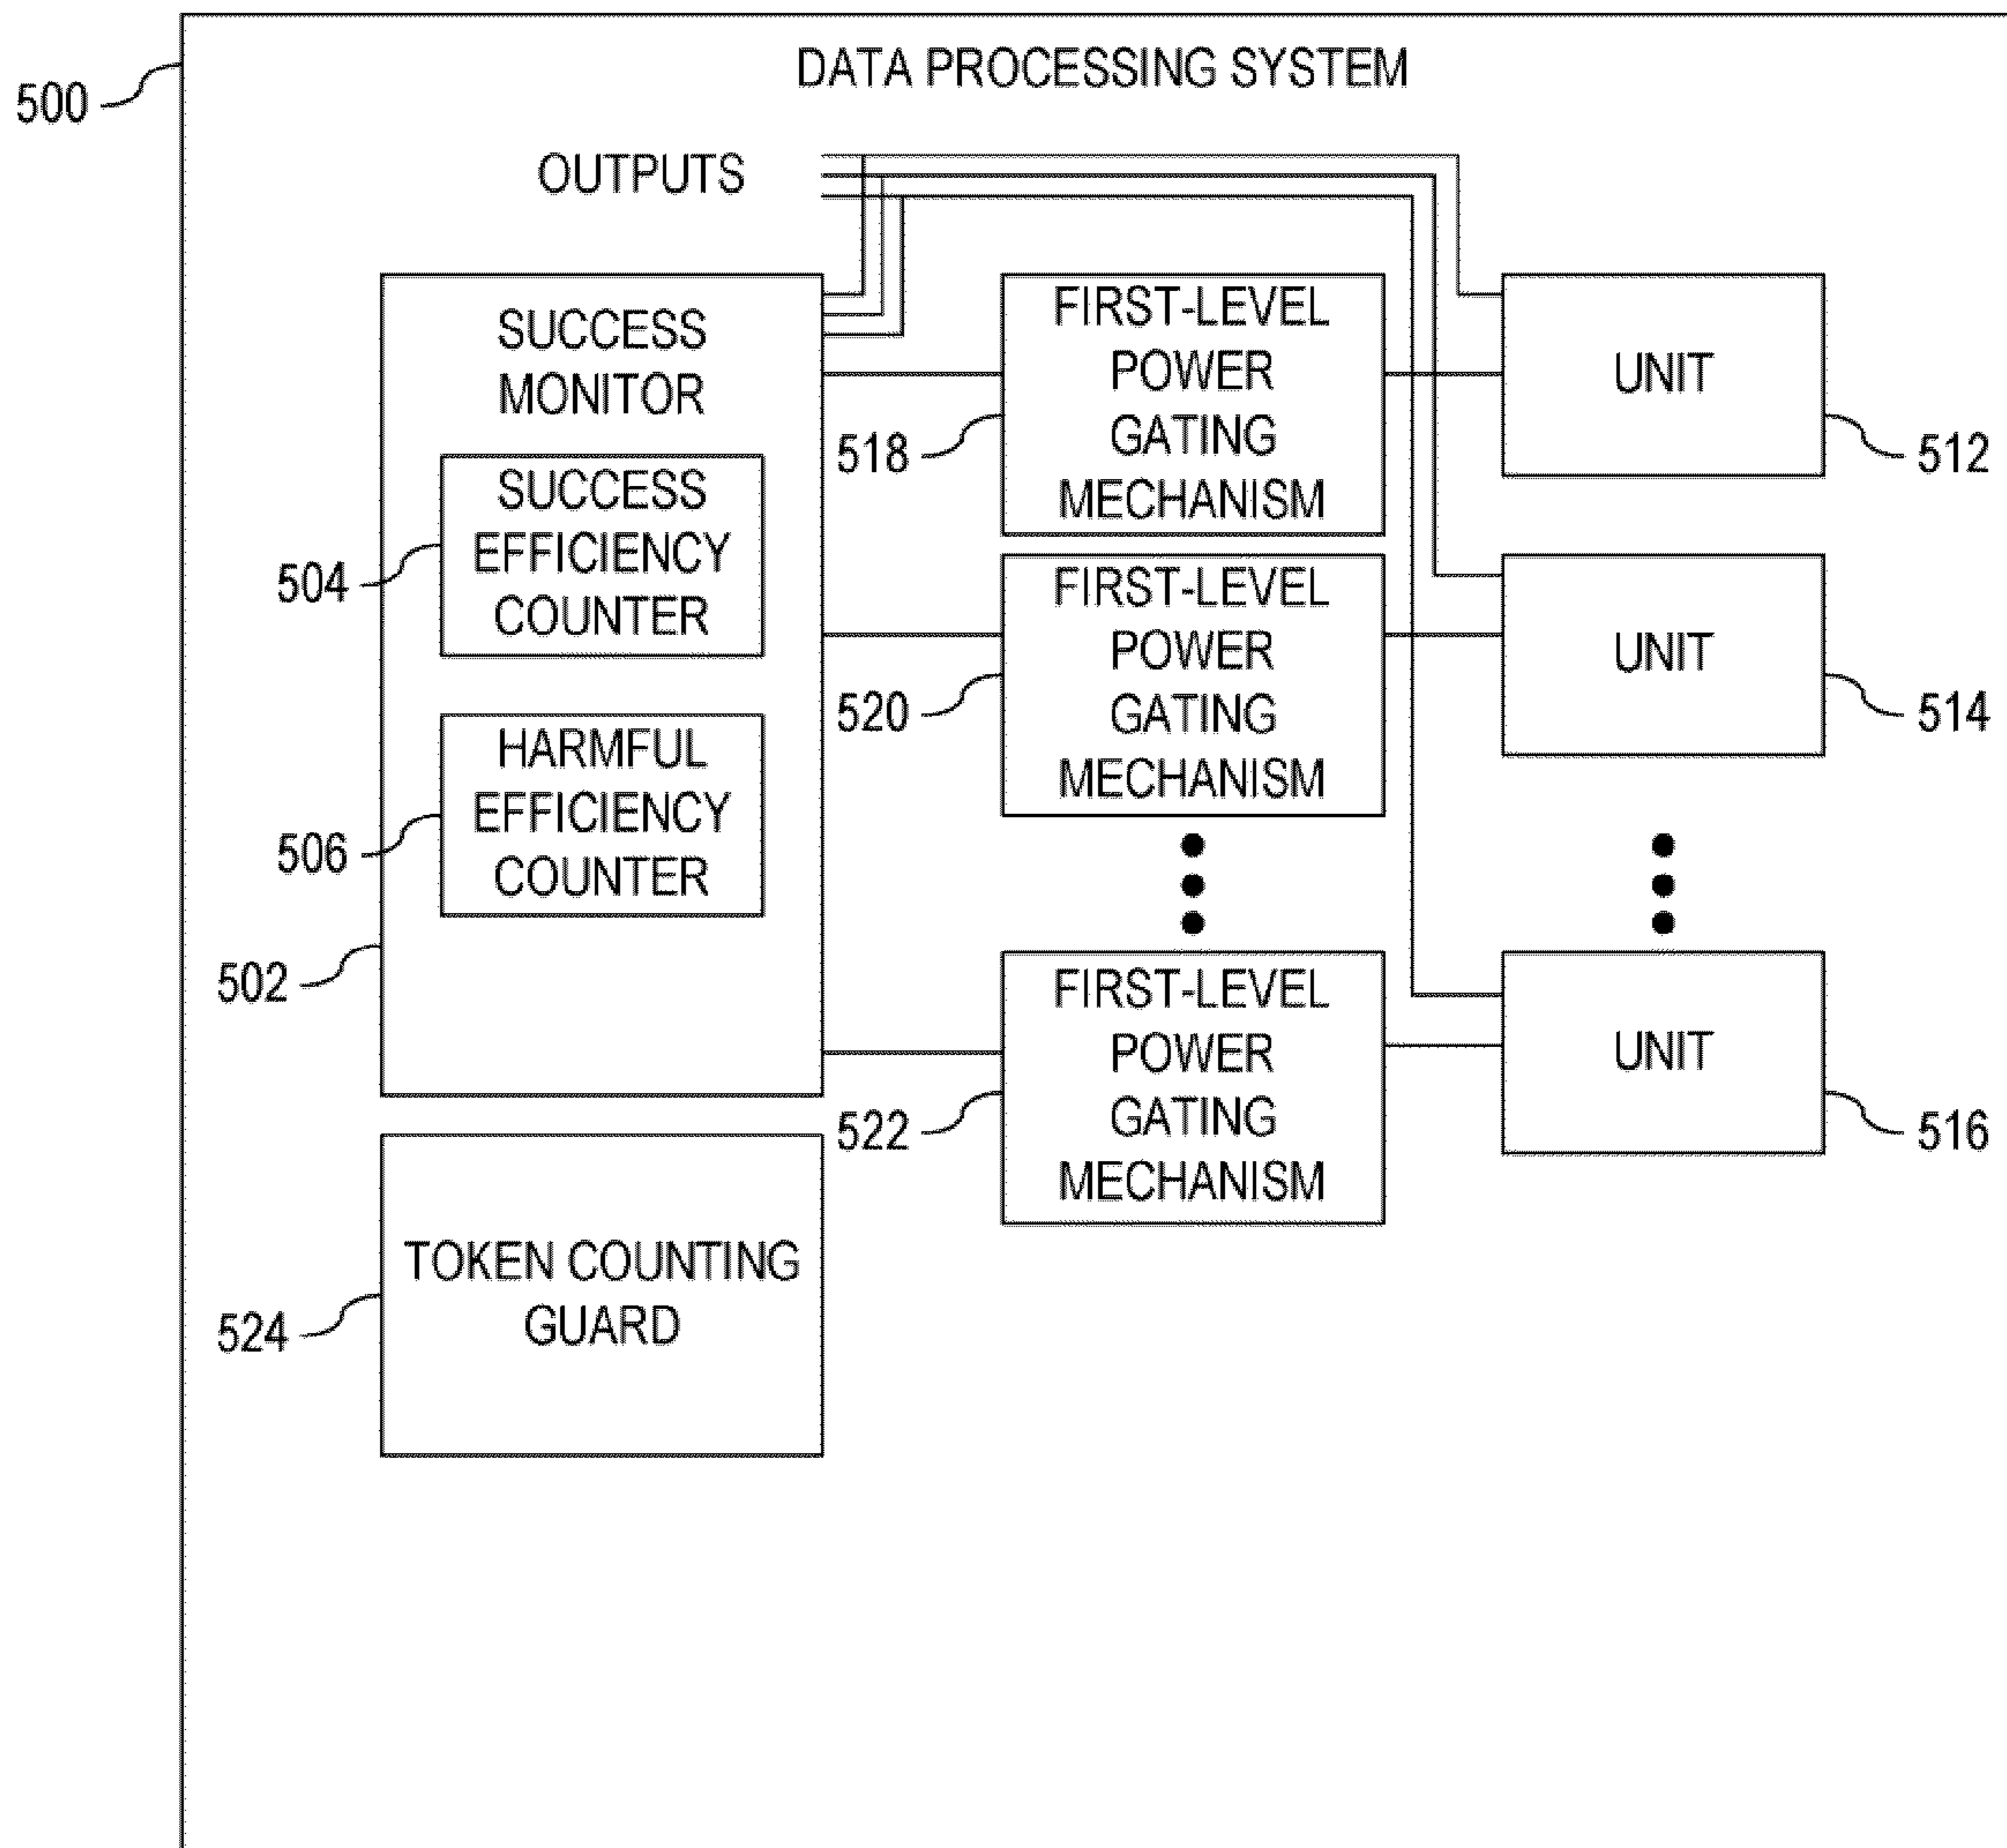 DATA PROCESSING SYSTEM
500
OUTPUTS
SUCCESS
MONITOR
SUCCESS
EFFICIENCY
COUNTER
504
HARMFUL
EFFICIENCY
COUNTER
506
502
FIRST-LEVEL
POWER
GATING
MECHANISM
518
UNIT
512
FIRST-LEVEL
POWER
GATING
MECHANISM
520
UNIT
514
FIRST-LEVEL
POWER
GATING
MECHANISM
522
UNIT
516
TOKEN COUNTING
GUARD
524